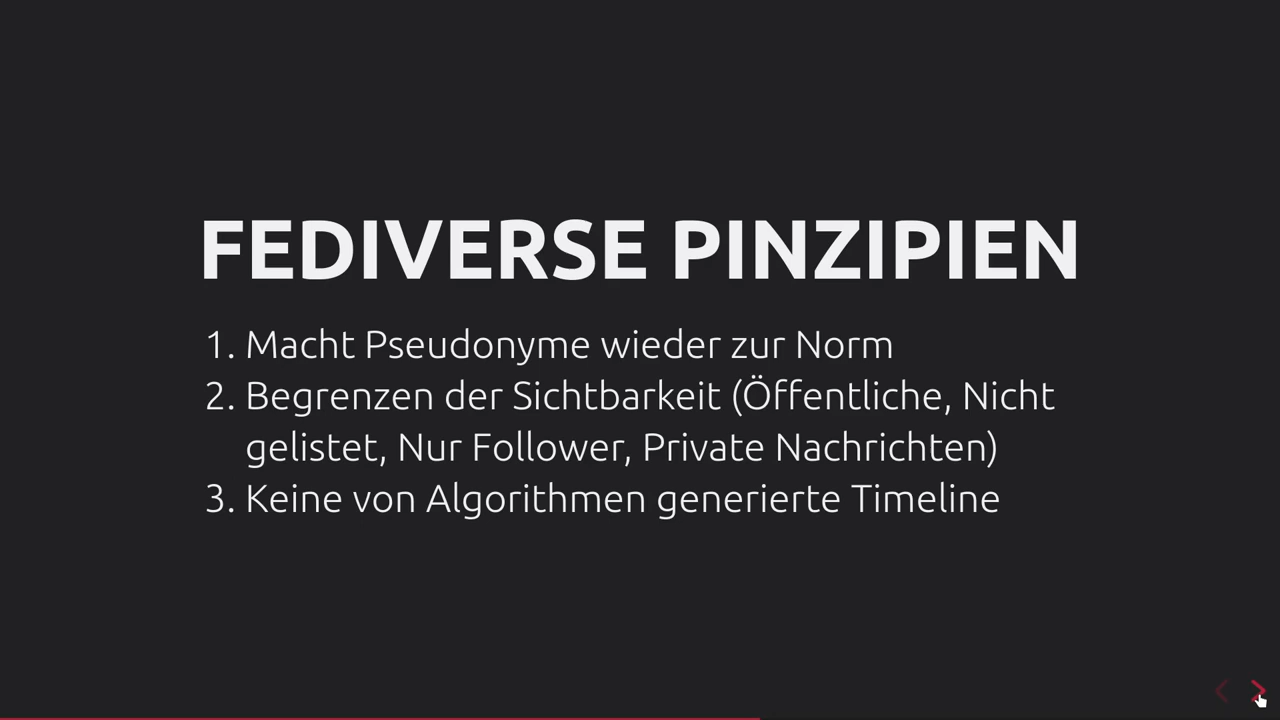 FEDIVERSE PINZIPIEN
1. Macht Pseudonyme wieder zur Norm
2. Begrenzen der Sichtbarkeit (Öffentliche, Nicht
gelistet, Nur Follower, Private Nachrichten)
3. Keine von Algorithmen generierte Timeline